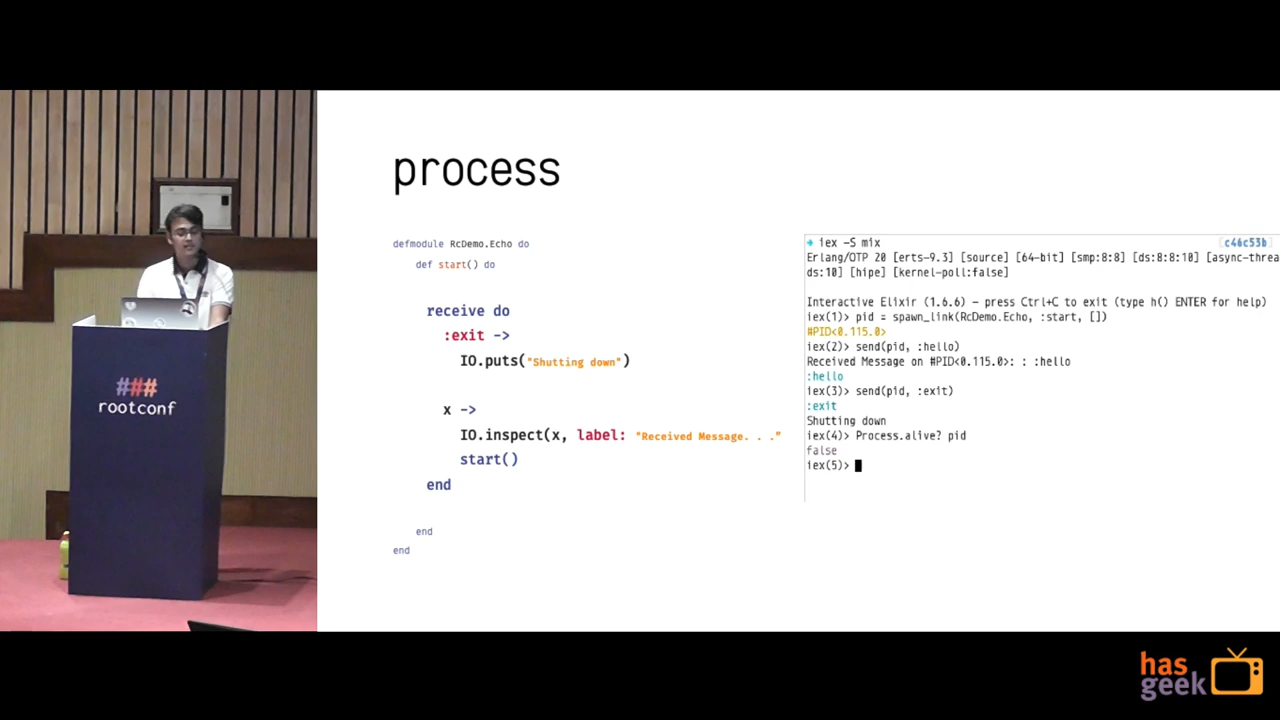 process
defmodule RcDemo.Echo do
def start() do
receive do
:exit ->
IO.puts("Shutting down")
x ->
IO.inspect(x, label: "Received Message. . ."
start()
end
end
end
iex -S mix
[c46c53b]
Erlang/OTP 20 [erts-9.3] [source] [64-bit] [smp:8:8] [ds:8:8:10] [async-threa
ds:10] [hipe] [kernel-poll:false]
Interactive Elixir (1.6.6) – press Ctrl+C to exit (type h() ENTER for help)
iex(1)> pid = spawn_link(RcDemo.Echo, :start, [])
#PID<0.115.0>
iex(2)> send(pid, :hello)
Received Message on #PID<0.115.0>: : :hello
:hello
iex(3)> send(pid, :exit)
:exit
Shutting down
iex(4)> Process.alive? pid
false
iex(5)>
###
rootconf
has
geek